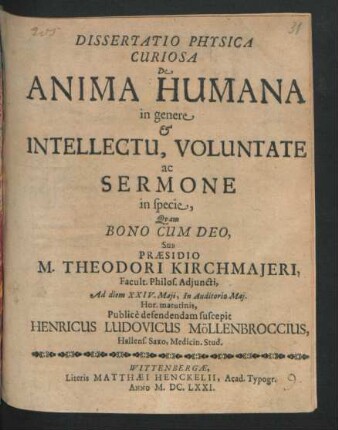 31
DISSERTATIO PHYSICA
CURIOSA
De
ANIMA HUMANA
in genere
&
INTELLECTU, VOLUNTATE
ac
SERMONE
in specie,
Qvam
BONO CUM DEO,
Sub
PRÆSIDIO
M. THEODORI KIRCHMAJERI,
Facult. Philos. Adjuncti,
Ad diem XXIV. Maji, In Auditorio Maj.
Hor. matutinis,
Publicè defendendam suscepit
HENRICUS LUDOVICUS MöLLENBROCCIUS,
Hallens. Saxo, Medicin. Stud.
WITTENBERGÆ,
Literis MATTHÆI HENCKELII, Acad. Typogr.
ANNO M. DC. LXXI.